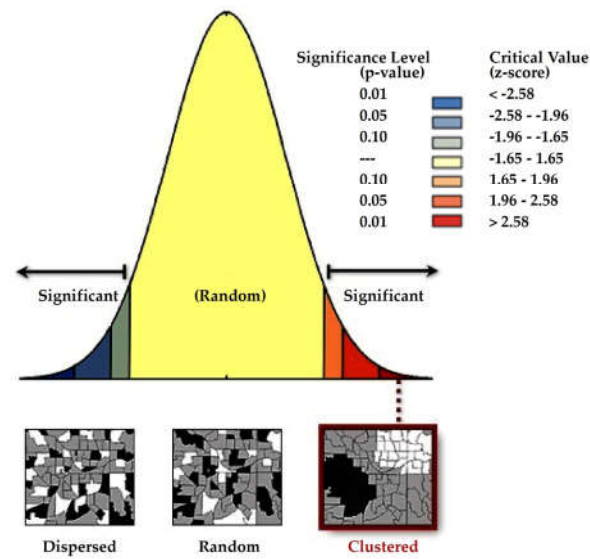 Significance Level Critical Value
(p-value) (z-score)
0.01 < -2.58
0.05 -2.58 - -1.96
0.10 -1.96 - -1.65
--- -1.65 - 1.65
0.10 1.65 - 1.96
0.05 1.96 - 2.58
0.01 > 2.58
Significant (Random) Significant
Dispersed Random Clustered